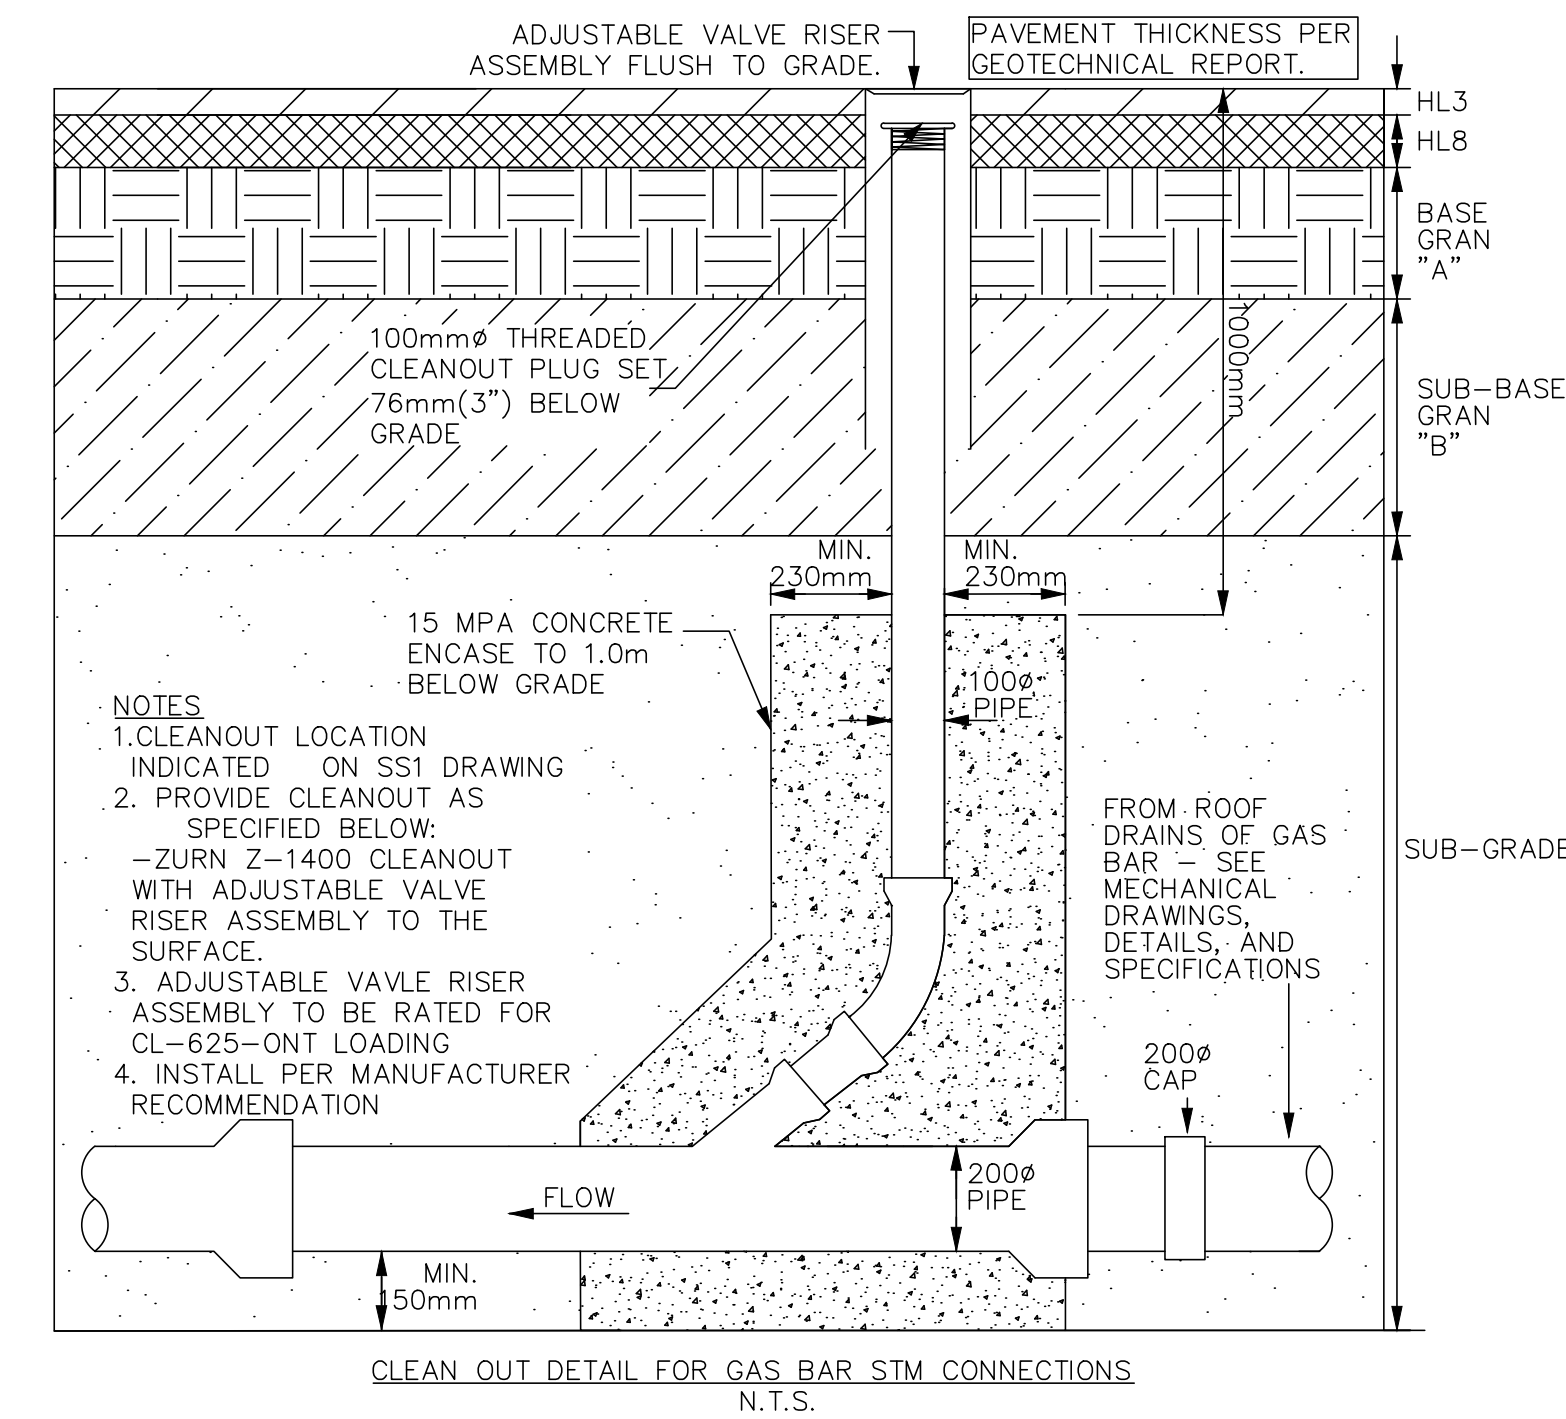 ADJUSTABLE VALVE RISER
ASSEMBLY FLUSH TO GRADE.
PAVEMENT THICKNESS PER
GEOTECHNICAL REPORT.
HL3
HL8
BASE
GRAN
"A"
100mmø THREADED
CLEANOUT PLUG SET
76mm(3") BELOW
GRADE
1000mm
SUB-BASE
GRAN
"B"
MIN.
230mm
MIN.
230mm
15 MPA CONCRETE
ENCASE TO 1.0m
BELOW GRADE
100ø
PIPE
NOTES
1.CLEANOUT LOCATION
INDICATED ON SS1 DRAWING
2. PROVIDE CLEANOUT AS
SPECIFIED BELOW:
-ZURN Z-1400 CLEANOUT
WITH ADJUSTABLE VALVE
RISER ASSEMBLY TO THE
SURFACE.
3. ADJUSTABLE VAVLE RISER
ASSEMBLY TO BE RATED FOR
CL-625-ONT LOADING
4. INSTALL PER MANUFACTURER
RECOMMENDATION
FROM ROOF
DRAINS OF GAS
BAR - SEE
MECHANICAL
DRAWINGS,
DETAILS, AND
SPECIFICATIONS
SUB-GRADE
200ø
CAP
FLOW
200ø
PIPE
MIN.
150mm
CLEAN OUT DETAIL FOR GAS BAR STM CONNECTIONS
N.T.S.